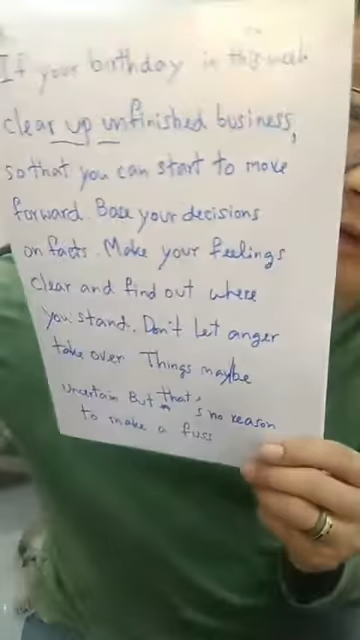 If your birthday in this week
clear up unfinished business,
so that you can start to move
forward. Base your decisions
on facts. Make your feelings
clear and find out where
you stand. Don't let anger
take over Things maybe
uncertain But that's no reason
to make a fuss